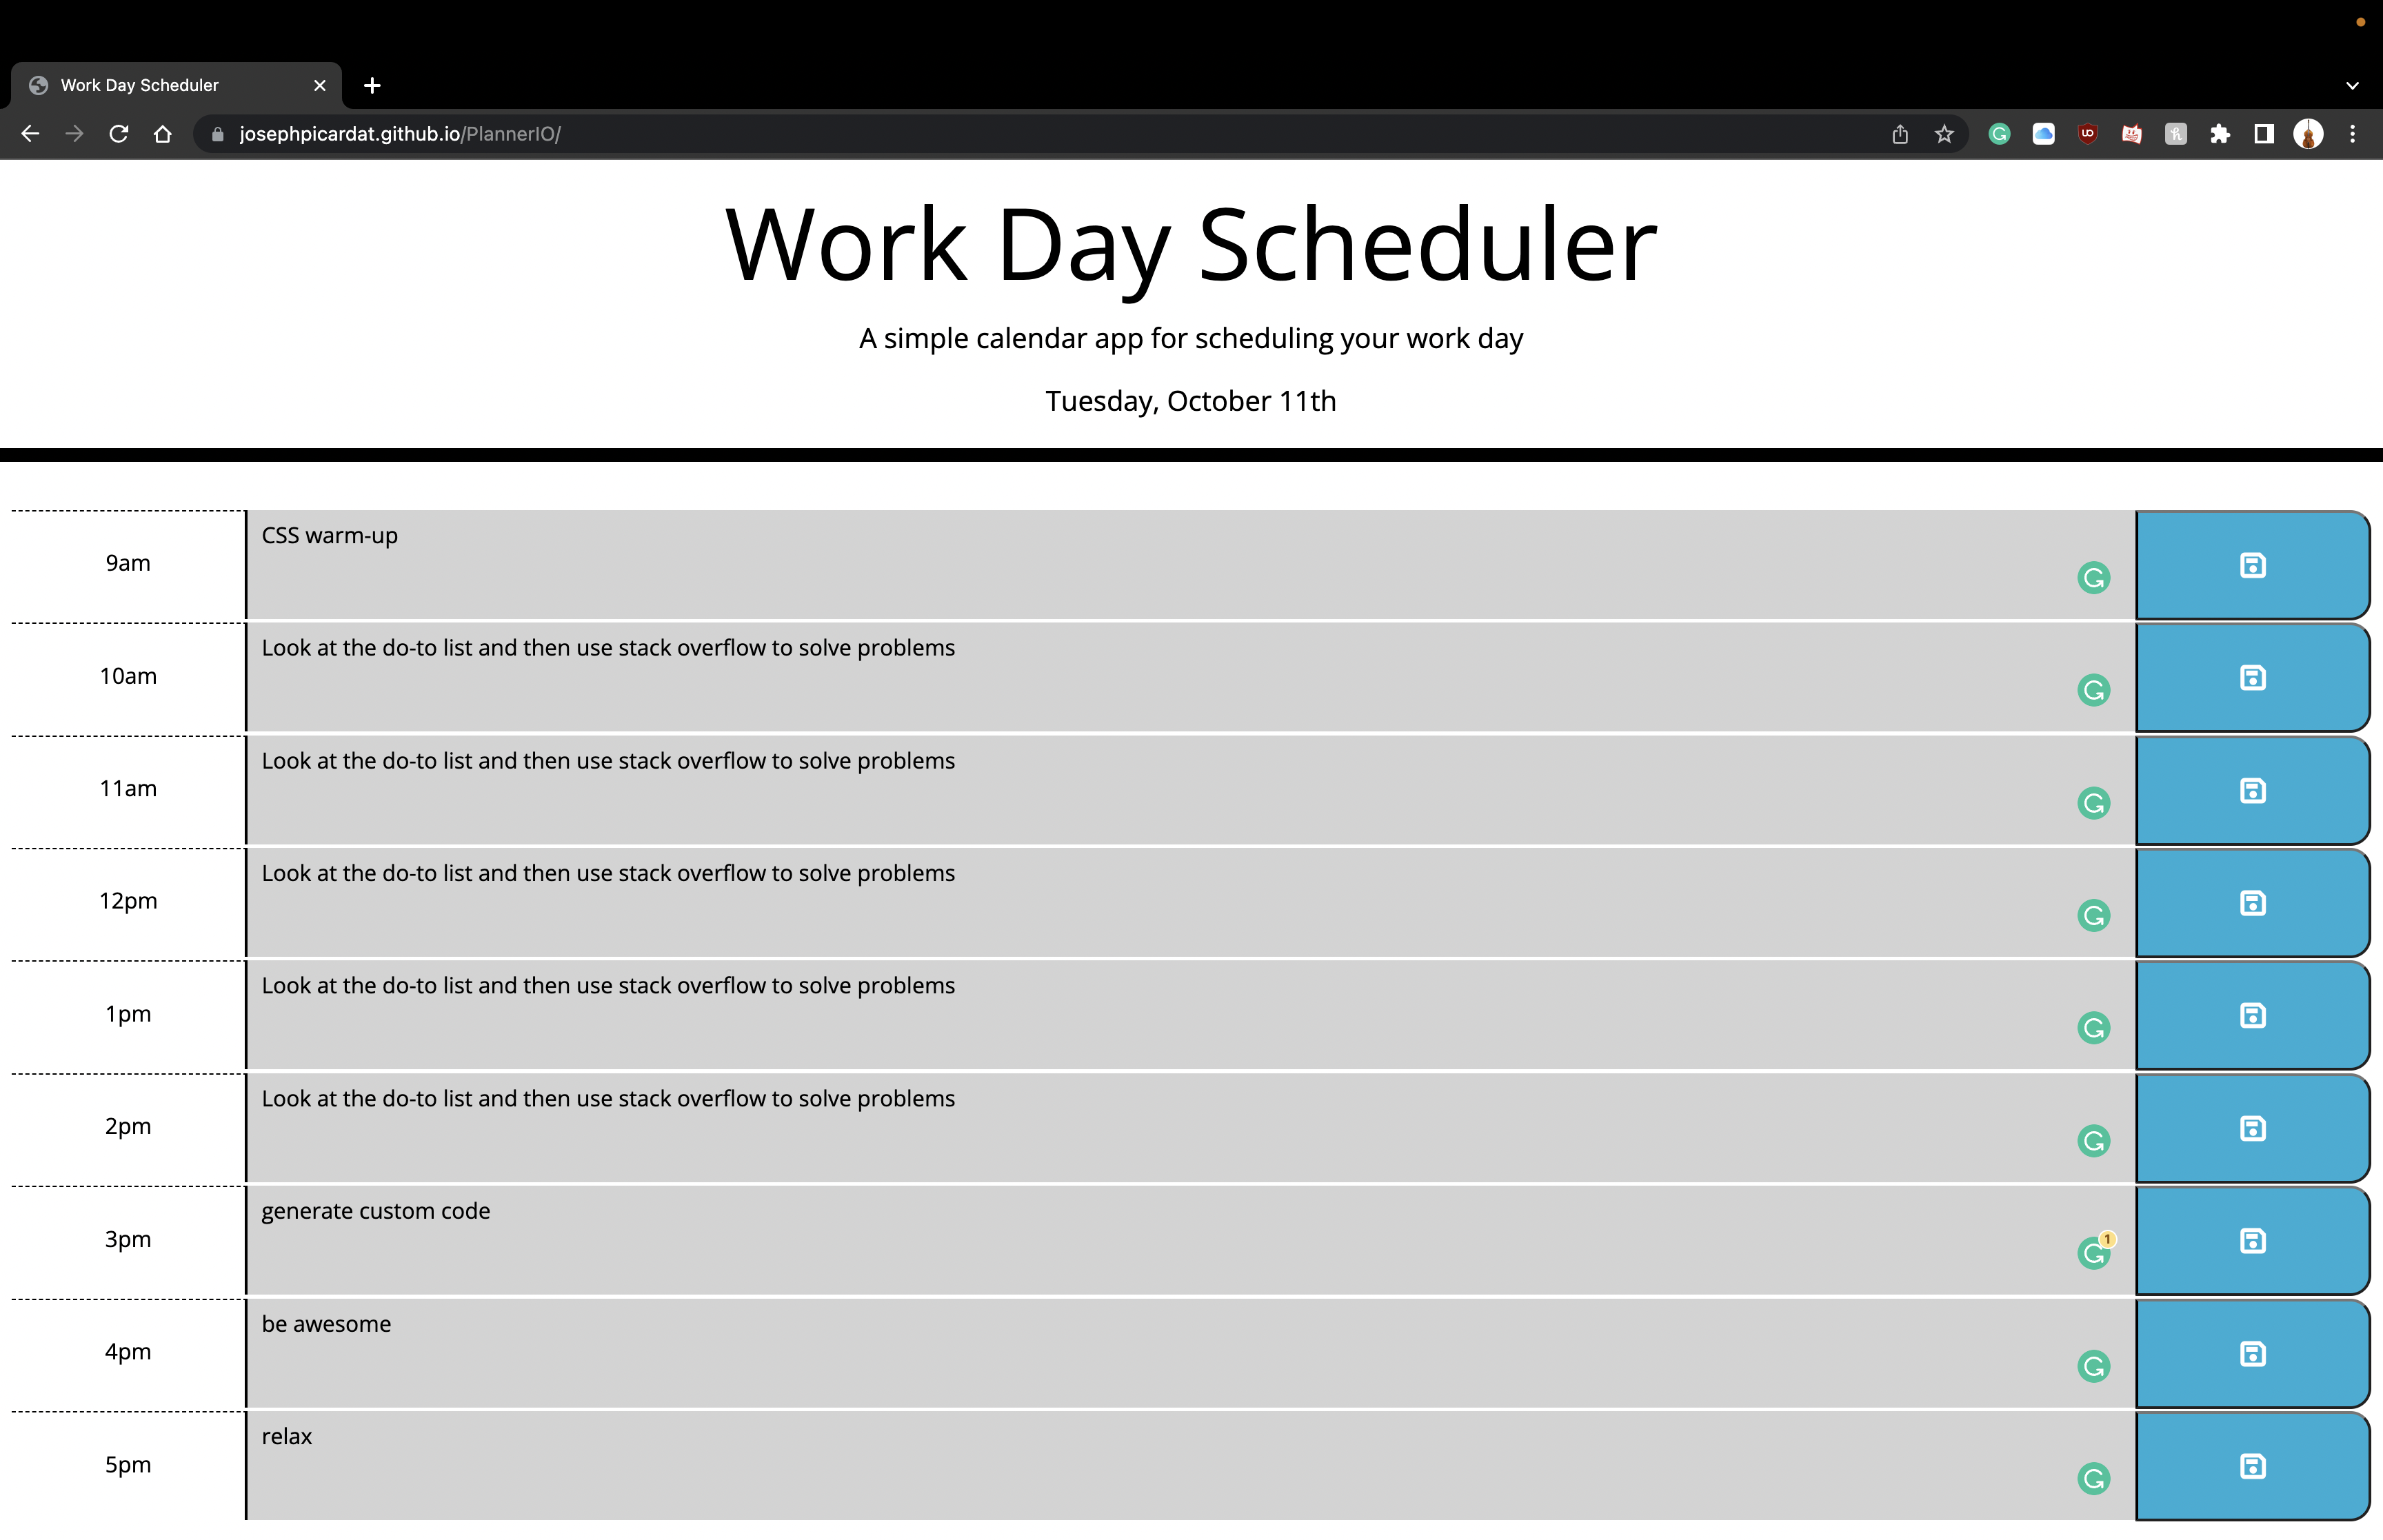 Work Day Scheduler
josephpicardat.github.io/PlannerIO/
Work Day Scheduler
A simple calendar app for scheduling your work day
Tuesday, October 11th
9am
CSS warm-up
10am
Look at the do-to list and then use stack overflow to solve problems
11am
Look at the do-to list and then use stack overflow to solve problems
12pm
Look at the do-to list and then use stack overflow to solve problems
1pm
Look at the do-to list and then use stack overflow to solve problems
2pm
Look at the do-to list and then use stack overflow to solve problems
3pm
generate custom code
1
4pm
be awesome
5pm
relax